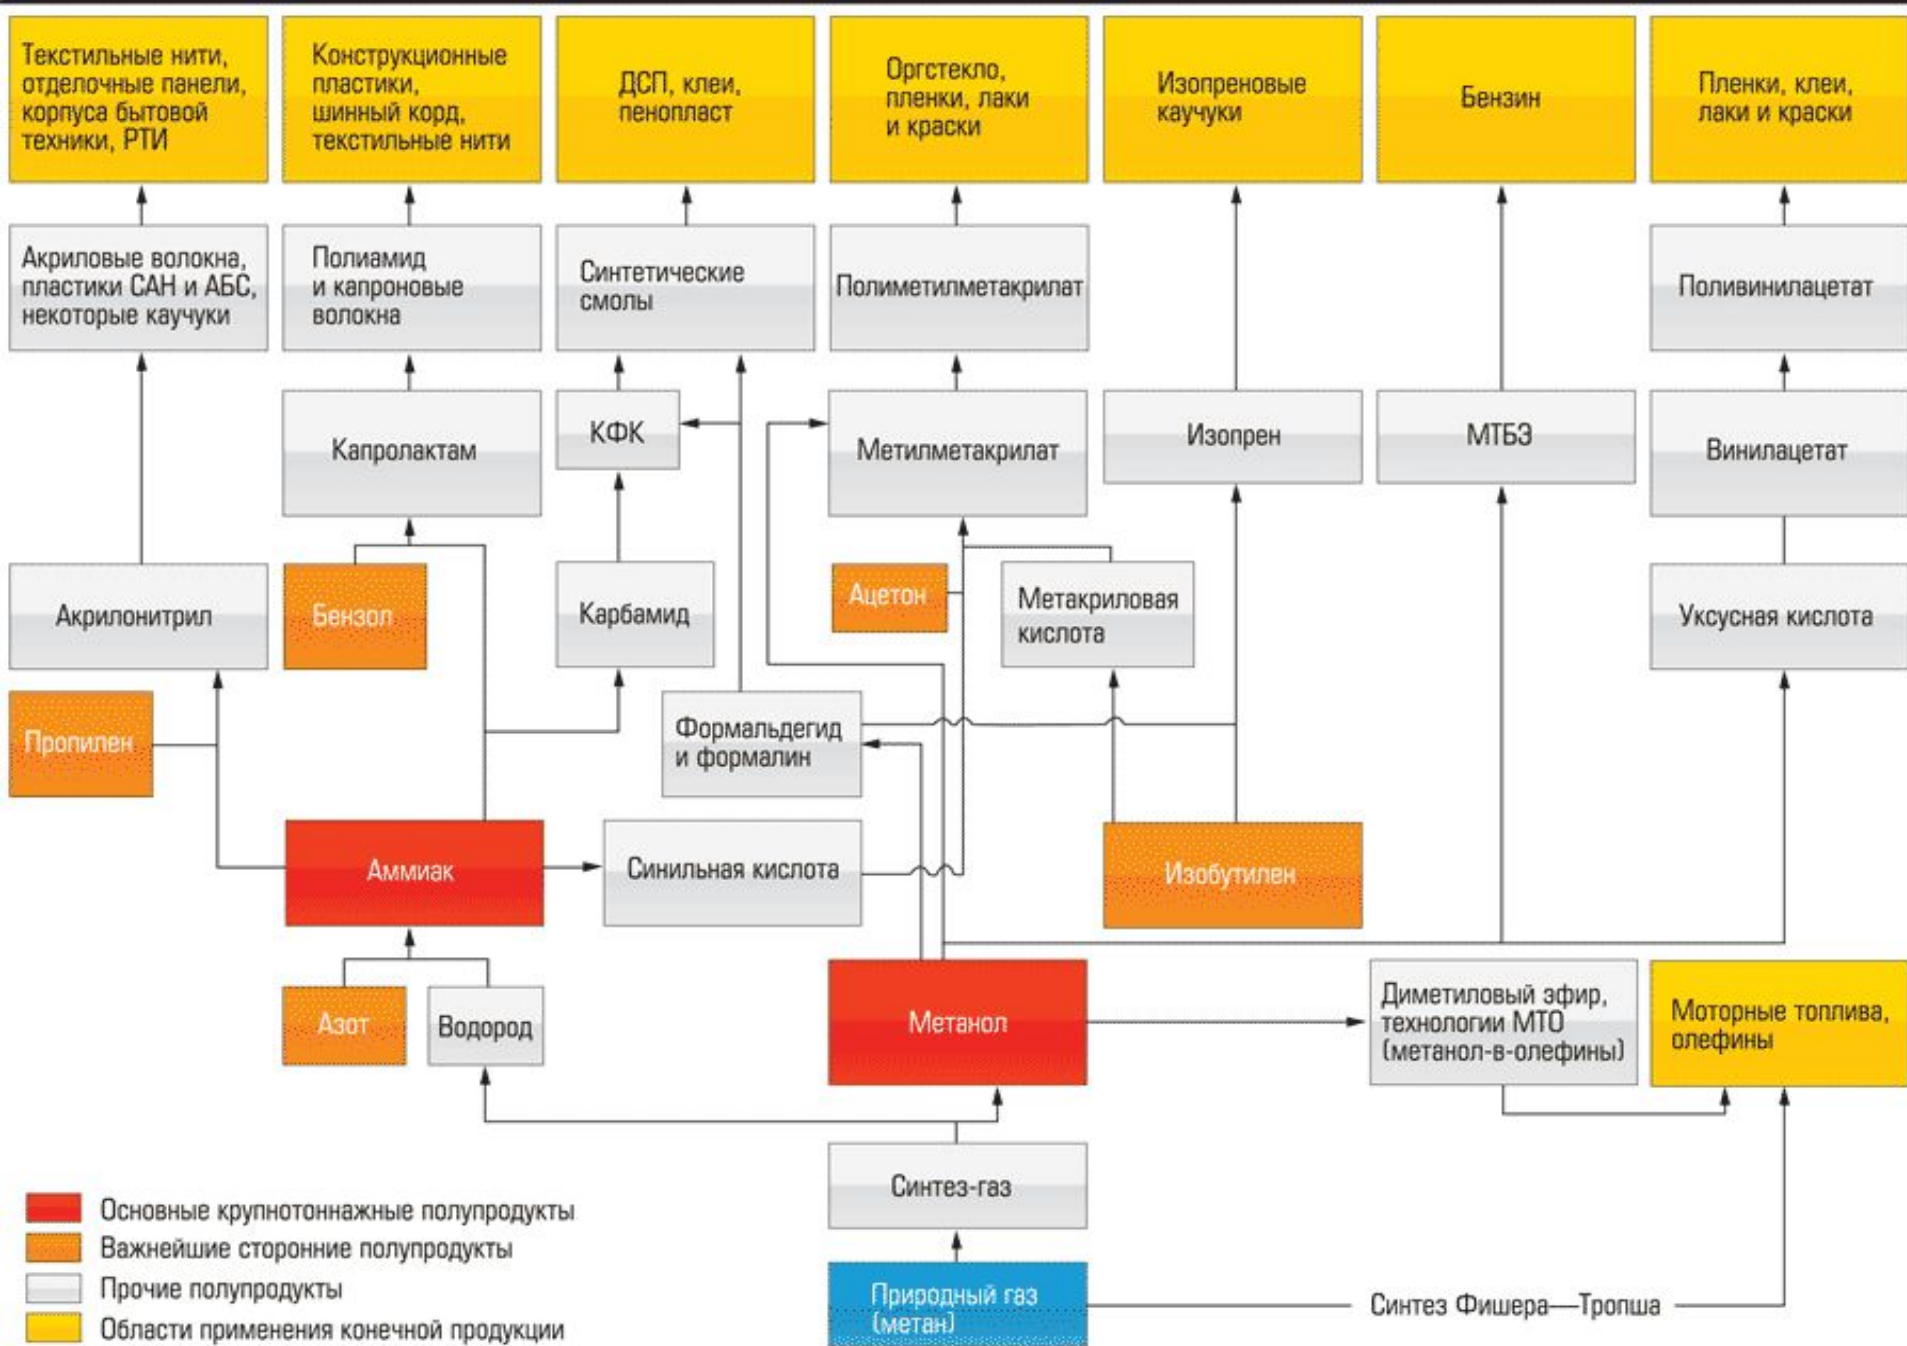 Текстильные нити,
отделочные панели,
корпуса бытовой
техники, РТИ
Конструкционные
пластики,
шинный корд,
текстильные нити
ДСП, клеи,
пенопласт
Оргстекло,
пленки, лаки
и краски
Изопреновые
каучуки
Бензин
Пленки, клеи,
лаки и краски
Акриловые волокна,
пластики САН и АБС,
некоторые каучуки
Полиамид
и капроновые
волокна
Синтетические
смолы
Полиметилметакрилат
Поливинилацетат
Капролактам
КФК
Метилметакрилат
Изопрен
МТБЭ
Винилацетат
Акрилонитрил
Бензол
Карбамид
Ацетон
Метакриловая
кислота
Уксусная кислота
Пропилен
Формальдегид
и формалин
Аммиак
Синильная кислота
Изобутилен
Азот
Водород
Метанол
Диметиловый эфир,
технологии МТО
(метанол-в-олефины)
Моторные топлива,
олефины
Синтез-газ
Природный газ
(метан)
Синтез Фишера—Тропша
Основные крупнотоннажные полупродукты
Важнейшие сторонние полупродукты
Прочие полупродукты
Области применения конечной продукции